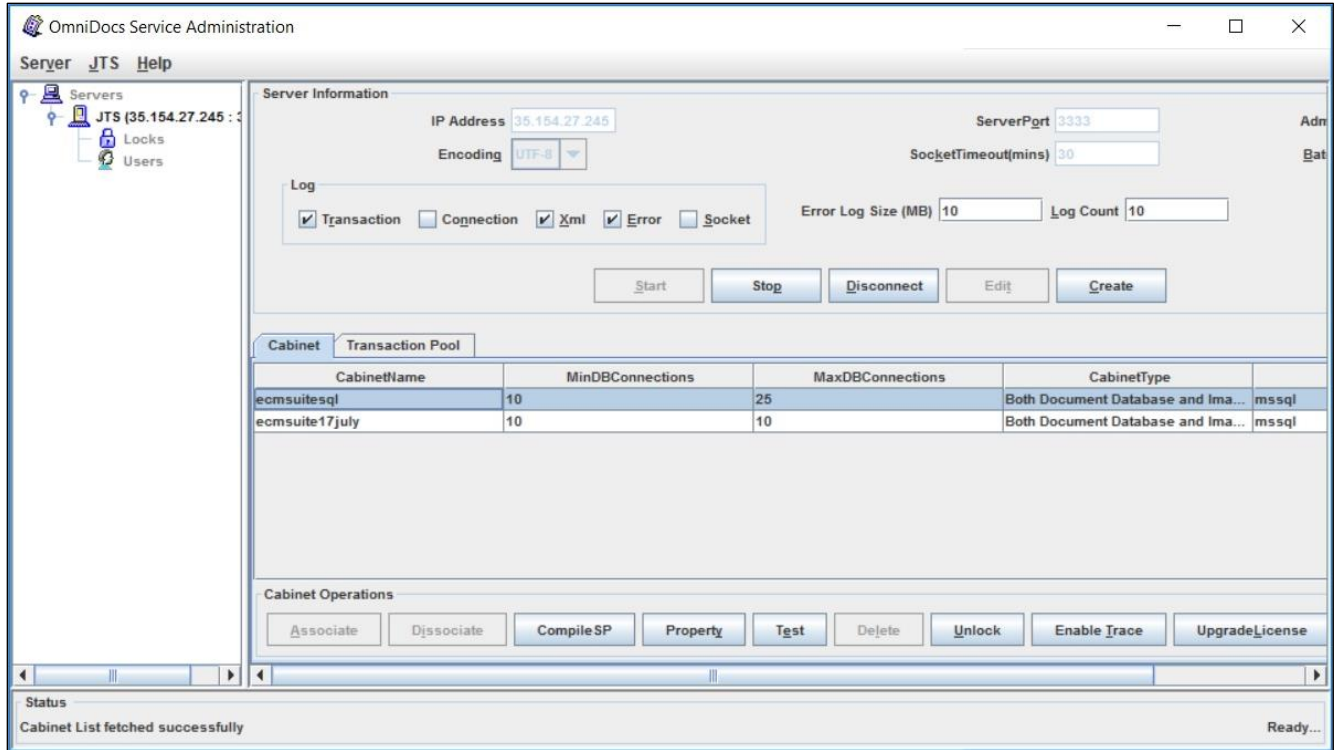 OmniDocs Service Administration
Server JTS Help
Servers
JTS (35.154.27.245 :
Locks
Users
Server Information
IP Address 35.154.27.245 ServerPort 3333 Adm
Encoding UTF-8 SocketTimeout(mins) 30 Bat
Log
Transaction Connection Xml Error Socket Error Log Size (MB) 10 Log Count 10
Start Stop Disconnect Edit Create
Cabinet Transaction Pool
CabinetName MinDBConnections MaxDBConnections CabinetType
ecmsuitesql 10 25 Both Document Database and Ima... mssql
ecmsuite17july 10 10 Both Document Database and Ima... mssql
Cabinet Operations
Associate Dissociate CompileSP Property Test Delete Unlock Enable Trace UpgradeLicense
Status
Cabinet List fetched successfully Ready...